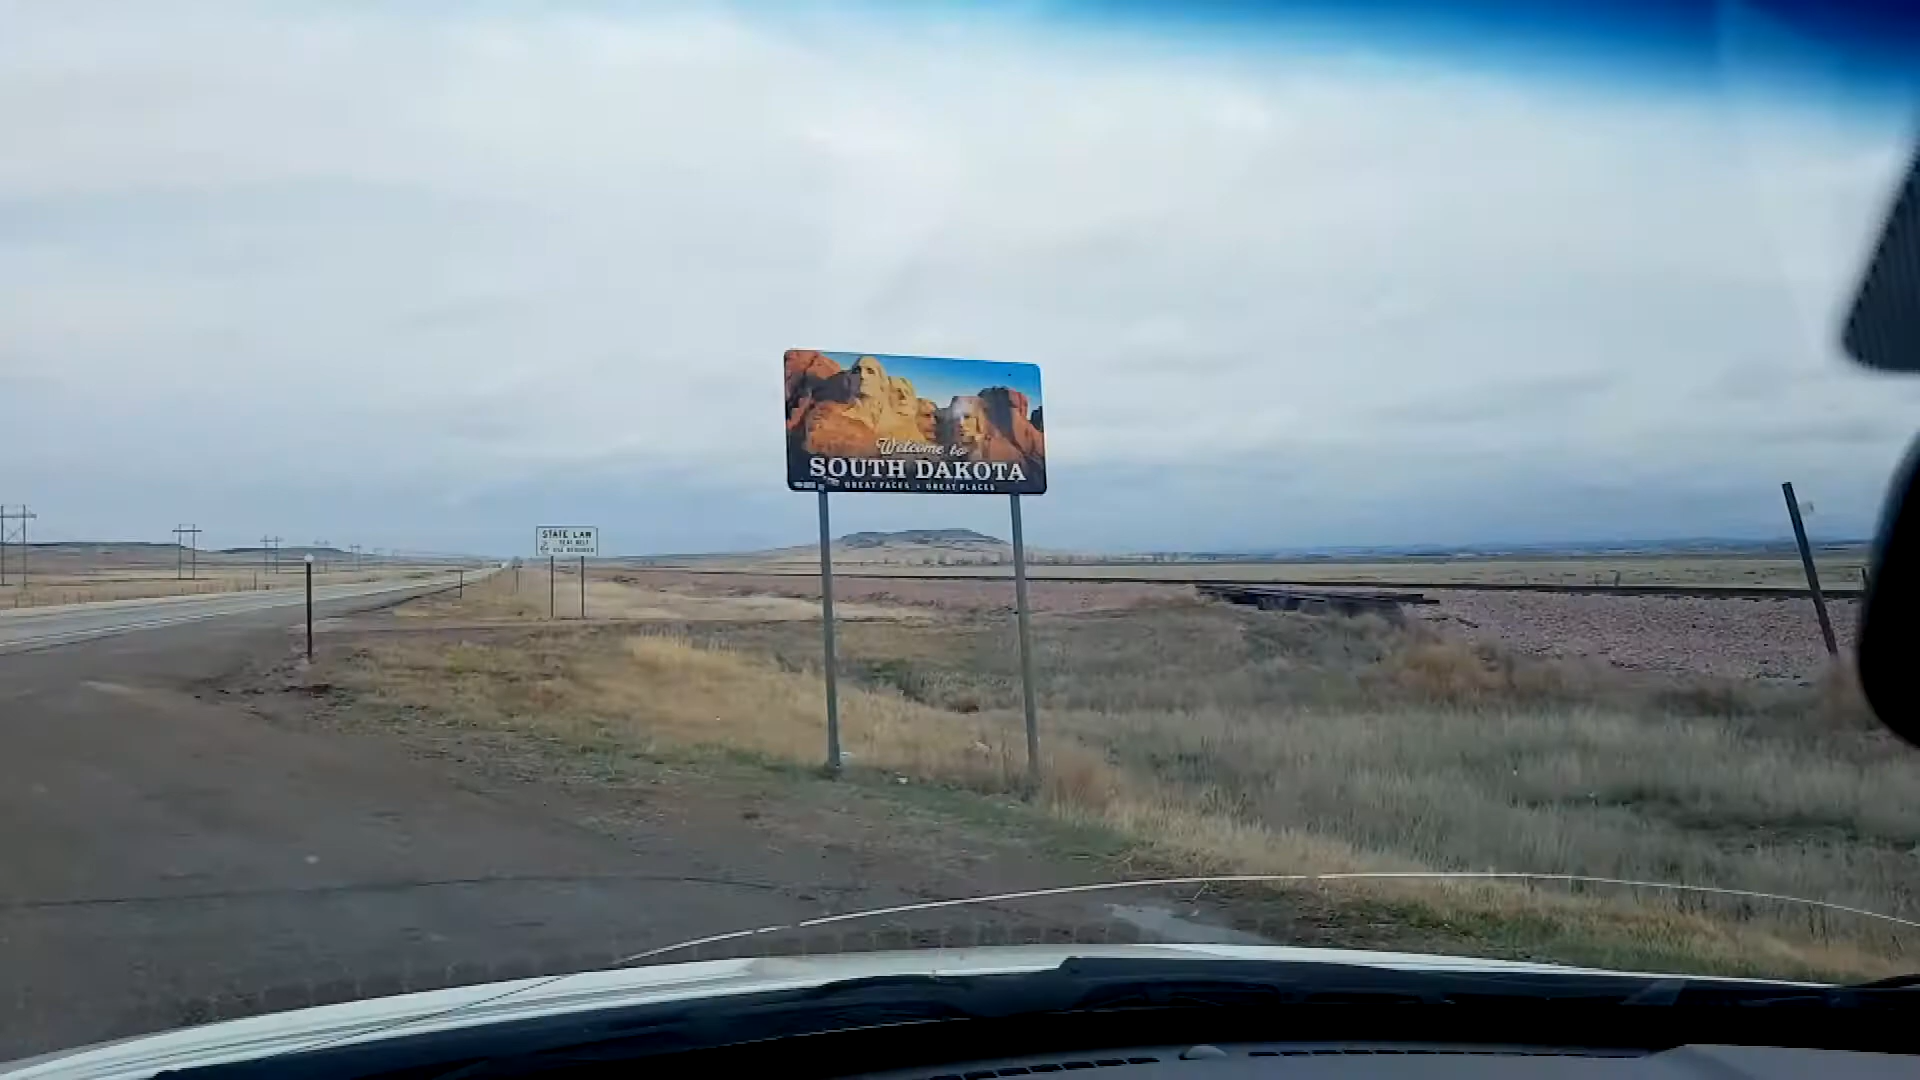 Welcome to
SOUTH DAKOTA
GREAT FACES • GREAT PLACES
STATE LAW
SEAT BELT
USE REQUIRED